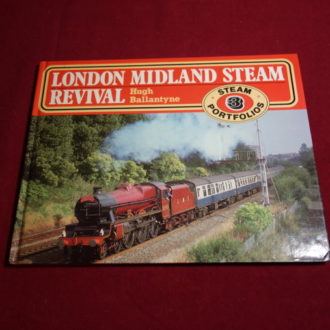 LONDON MIDLAND STEAM
REVIVAL
Hugh
Ballantyne
STEAM
3
PORTFOLIOS